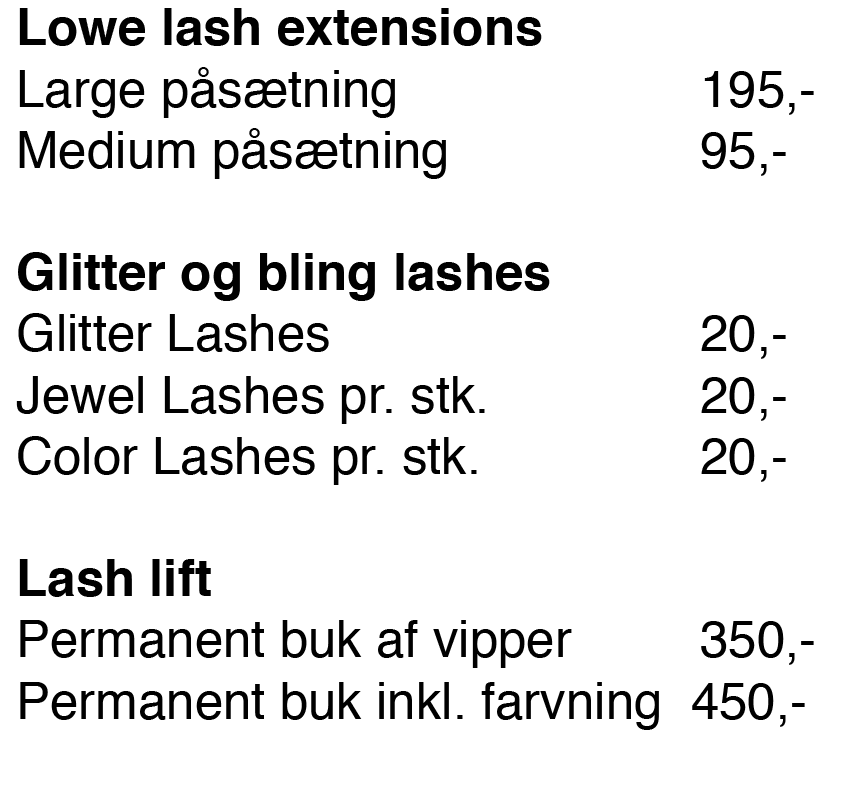 Lowe lash extensions
Large påsætning 195,-
Medium påsætning 95,-
Glitter og bling lashes
Glitter Lashes 20,-
Jewel Lashes pr. stk. 20,-
Color Lashes pr. stk. 20,-
Lash lift
Permanent buk af vipper 350,-
Permanent buk inkl. farvning 450,-